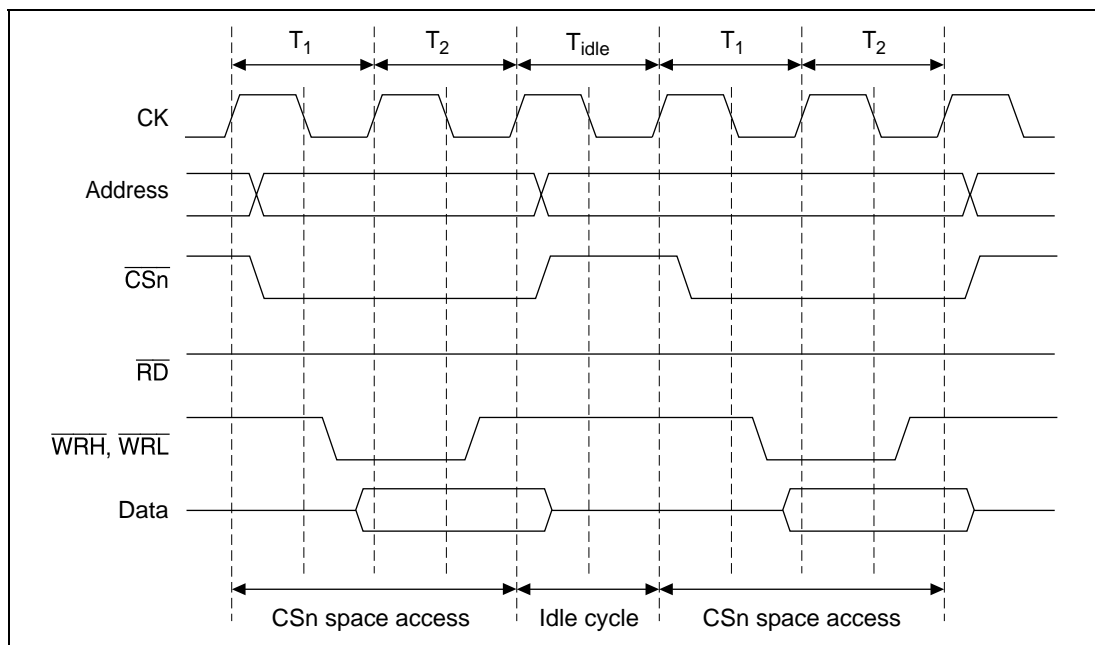 T1 T2 Tidle T1 T2
CK
Address
CSn
RD
WRH, WRL
Data
CSn space access Idle cycle CSn space access